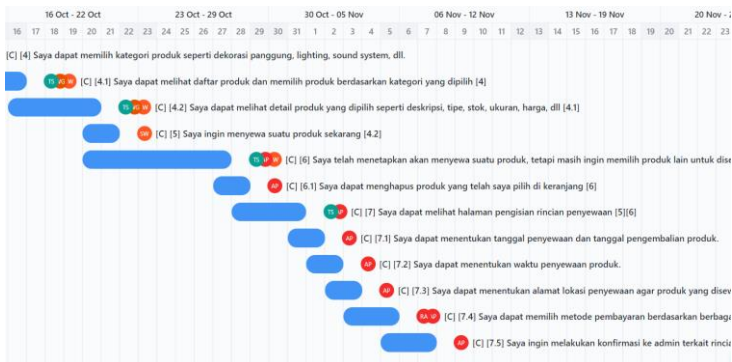 16 Oct - 22 Oct 23 Oct - 29 Oct 30 Oct - 05 Nov 06 Nov - 12 Nov 13 Nov - 19 Nov 20 Nov - 2
16 17 18 19 20 21 22 23 24 25 26 27 28 29 30 31 1 2 3 4 5 6 7 8 9 10 11 12 13 14 15 16 17 18 19 20 21 22 23
[C] [4] Saya dapat memilih kategori produk seperti dekorasi panggung, lighting, sound system, dll.
TS [C] [4.1] Saya dapat melihat daftar produk dan memilih produk berdasarkan kategori yang dipilih [4]
TS [C] [4.2] Saya dapat melihat detail produk yang dipilih seperti deskripsi, tipe, stok, ukuran, harga, dll [4.1]
SW [C] [5] Saya ingin menyewa suatu produk sekarang [4.2]
TS [C] [6] Saya telah menetapkan akan menyewa suatu produk, tetapi masih ingin memilih produk lain untuk dise
AP [C] [6.1] Saya dapat menghapus produk yang telah saya pilih di keranjang [6]
TS [C] [7] Saya dapat melihat halaman pengisian rincian penyewaan [5][6]
AP [C] [7.1] Saya dapat menentukan tanggal penyewaan dan tanggal pengembalian produk.
AP [C] [7.2] Saya dapat menentukan waktu penyewaan produk.
AP [C] [7.3] Saya dapat menentukan alamat lokasi penyewaan agar produk yang disew
RA [C] [7.4] Saya dapat memilih metode pembayaran berdasarkan berbaga
AP [C] [7.5] Saya ingin melakukan konfirmasi ke admin terkait rincia